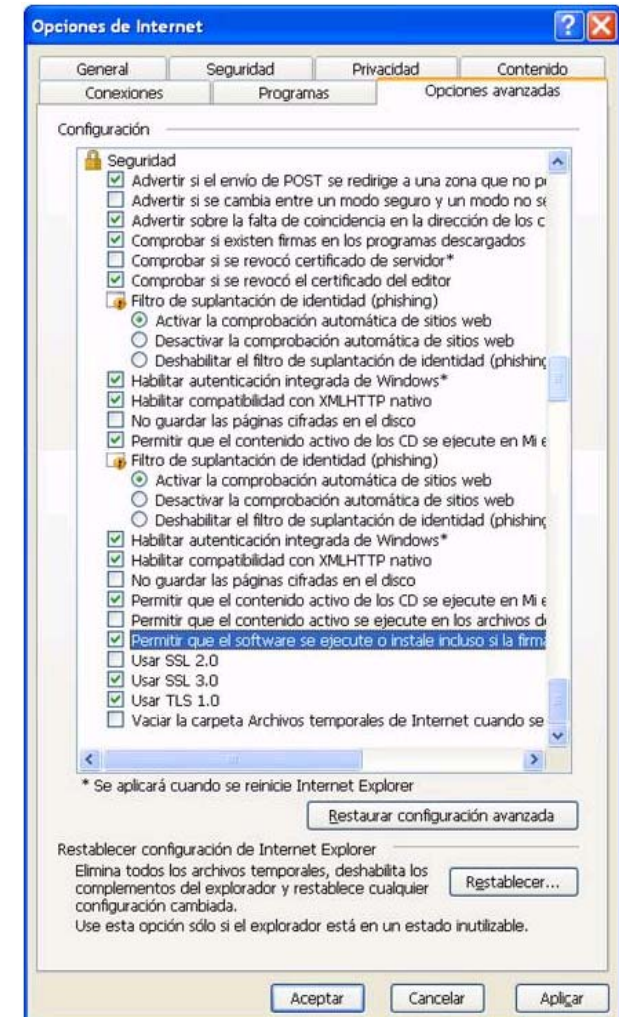 Opciones de Internet
General Seguridad Privacidad Contenido
Conexiones Programas Opciones avanzadas
Configuración
Seguridad
Advertir si el envío de POST se redirige a una zona que no
Advertir si se cambia entre un modo seguro y un modo no
Advertir sobre la falta de coincidencia en la dirección de los c
Comprobar si existen firmas en los programas descargados
Comprobar si se revocó certificado de servidor*
Comprobar si se revocó el certificado del editor
Filtro de suplantación de identidad (phishing)
Activar la comprobación automática de sitios web
Desactivar la comprobación automática de sitios web
Deshabilitar el filtro de suplantación de identidad (phishing
Habilitar autenticación integrada de Windows*
Habilitar compatibilidad con XMLHTTP nativo
No guardar las páginas cifradas en el disco
Permitir que el contenido activo de los CD se ejecute en Mi e
Filtro de suplantación de identidad (phishing)
Activar la comprobación automática de sitios web
Desactivar la comprobación automática de sitios web
Deshabilitar el filtro de suplantación de identidad (phishing
Habilitar autenticación integrada de Windows*
Habilitar compatibilidad con XMLHTTP nativo
No guardar las páginas cifradas en el disco
Permitir que el contenido activo de los CD se ejecute en Mi e
Permitir que el contenido activo se ejecute en los archivos d
Permitir que el software se ejecute o instale incluso si la firma
Usar SSL 2.0
Usar SSL 3.0
Usar TLS 1.0
Vaciar la carpeta Archivos temporales de Internet cuando se
* Se aplicará cuando se reinicie Internet Explorer
Restaurar configuración avanzada
Restablecer configuración de Internet Explorer
Elimina todos los archivos temporales, deshabilita los
complementos del explorador y restablece cualquier
configuración cambiada.
Restablecer...
Use esta opción sólo si el explorador está en un estado inutilizable.
Aceptar Cancelar Aplicar